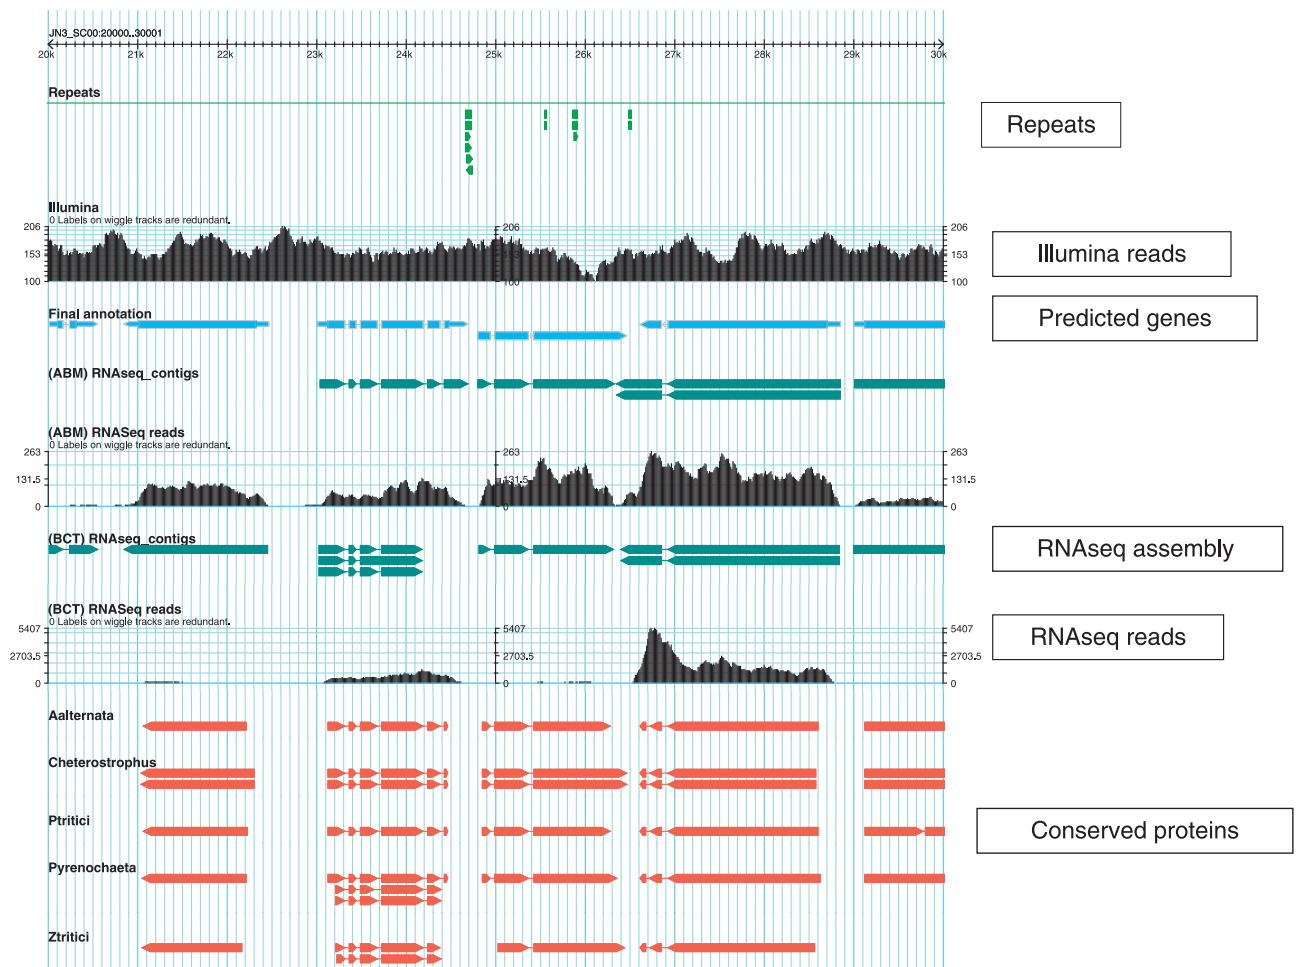 JN3_SC00:20000..30001
20k 21k 22k 23k 24k 25k 26k 27k 28k 29k 30k
Repeats
Repeats
Illumina
0 Labels on wiggle tracks are redundant.
206 206 206
153 153 153
100 100 100
Illumina reads
Final annotation
Predicted genes
(ABM) RNAseq_contigs
(ABM) RNASeq reads
0 Labels on wiggle tracks are redundant.
263 263 263
131.5 131.5 131.5
0 0 0
(BCT) RNAseq_contigs
RNAseq assembly
(BCT) RNASeq reads
0 Labels on wiggle tracks are redundant.
5407 5407 5407
2703.5 2703.5 2703.5
0 0 0
RNAseq reads
Aalternata
Cheterostrophus
Ptritici
Conserved proteins
Pyrenochaeta
Ztritici